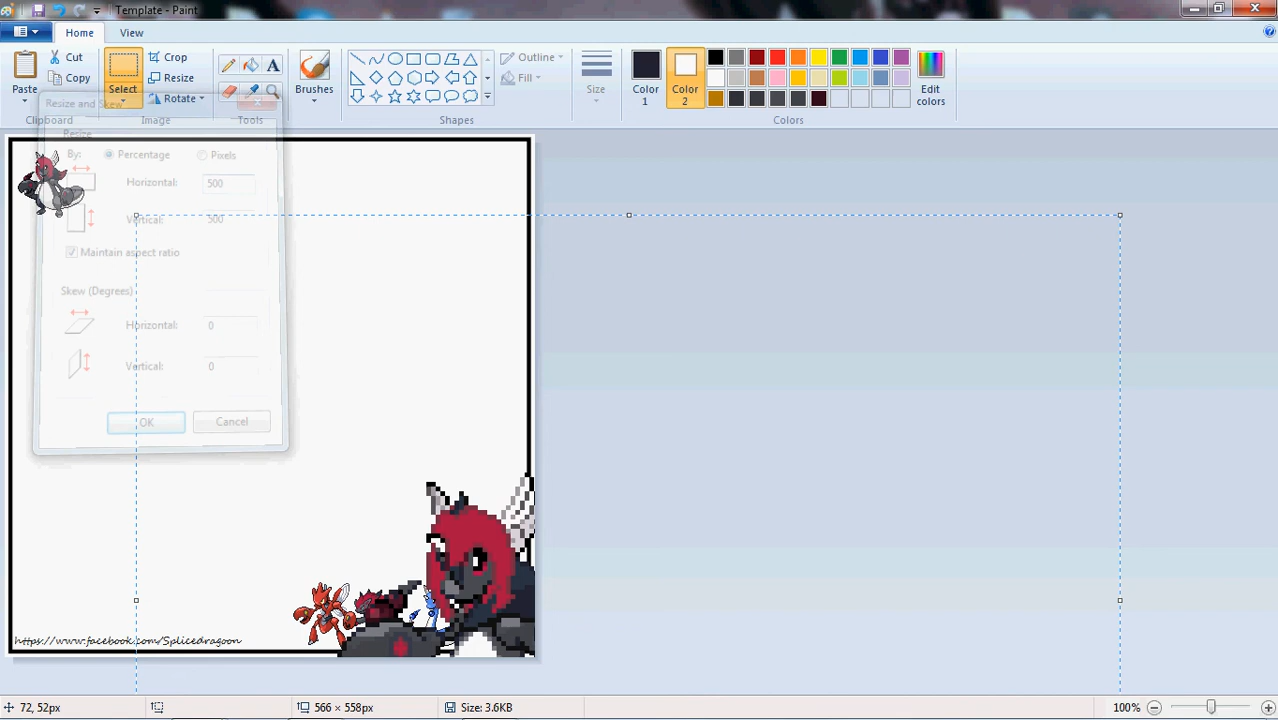 Template - Paint
Home View
Paste Cut Copy Select Crop Resize Rotate Brushes Outline Fill Size Color 1 Color 2 Edit colors
Clipboard Image Tools Shapes Colors
Resize and Skew
Resize
By: Percentage Pixels
Horizontal: 500
Vertical: 500
Maintain aspect ratio
Skew (Degrees)
Horizontal: 0
Vertical: 0
OK Cancel
https://www.facebook.com/Splicedragoon
72, 52px 566 × 558px Size: 3.6KB 100%